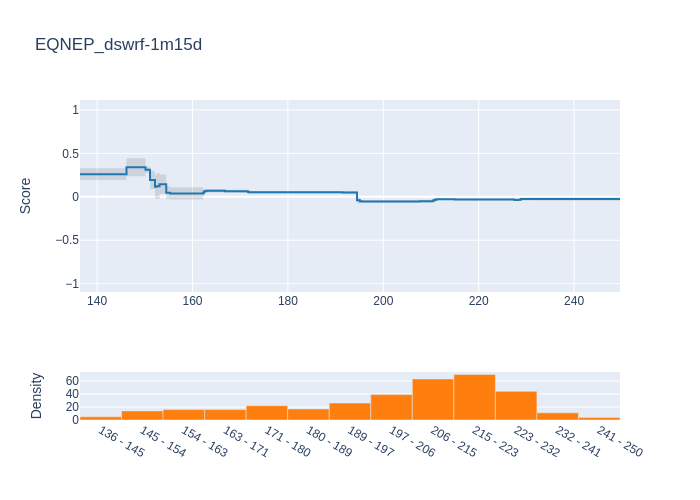 EQNEP_dswrf-1m15d
1
0.5
0
−0.5
−1
Score
140 160 180 200 220 240
60
40
20
0
Density
136 - 145 145 - 154 154 - 163 163 - 171 171 - 180 180 - 189 189 - 197 197 - 206 206 - 215 215 - 223 223 - 232 232 - 241 241 - 250